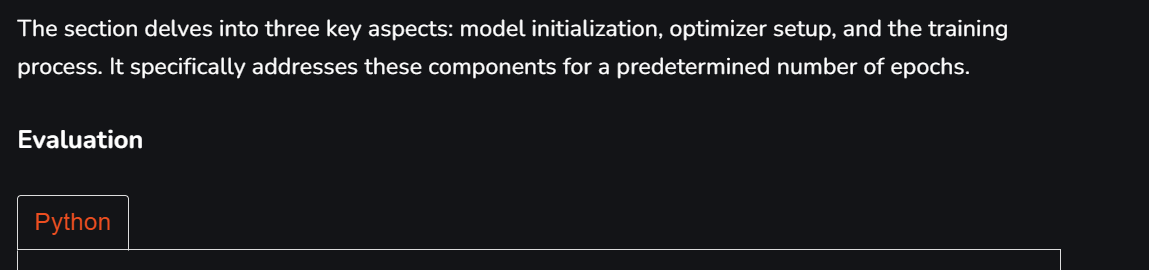 The section delves into three key aspects: model initialization, optimizer setup, and the training
process. It specifically addresses these components for a predetermined number of epochs.
Evaluation
Python